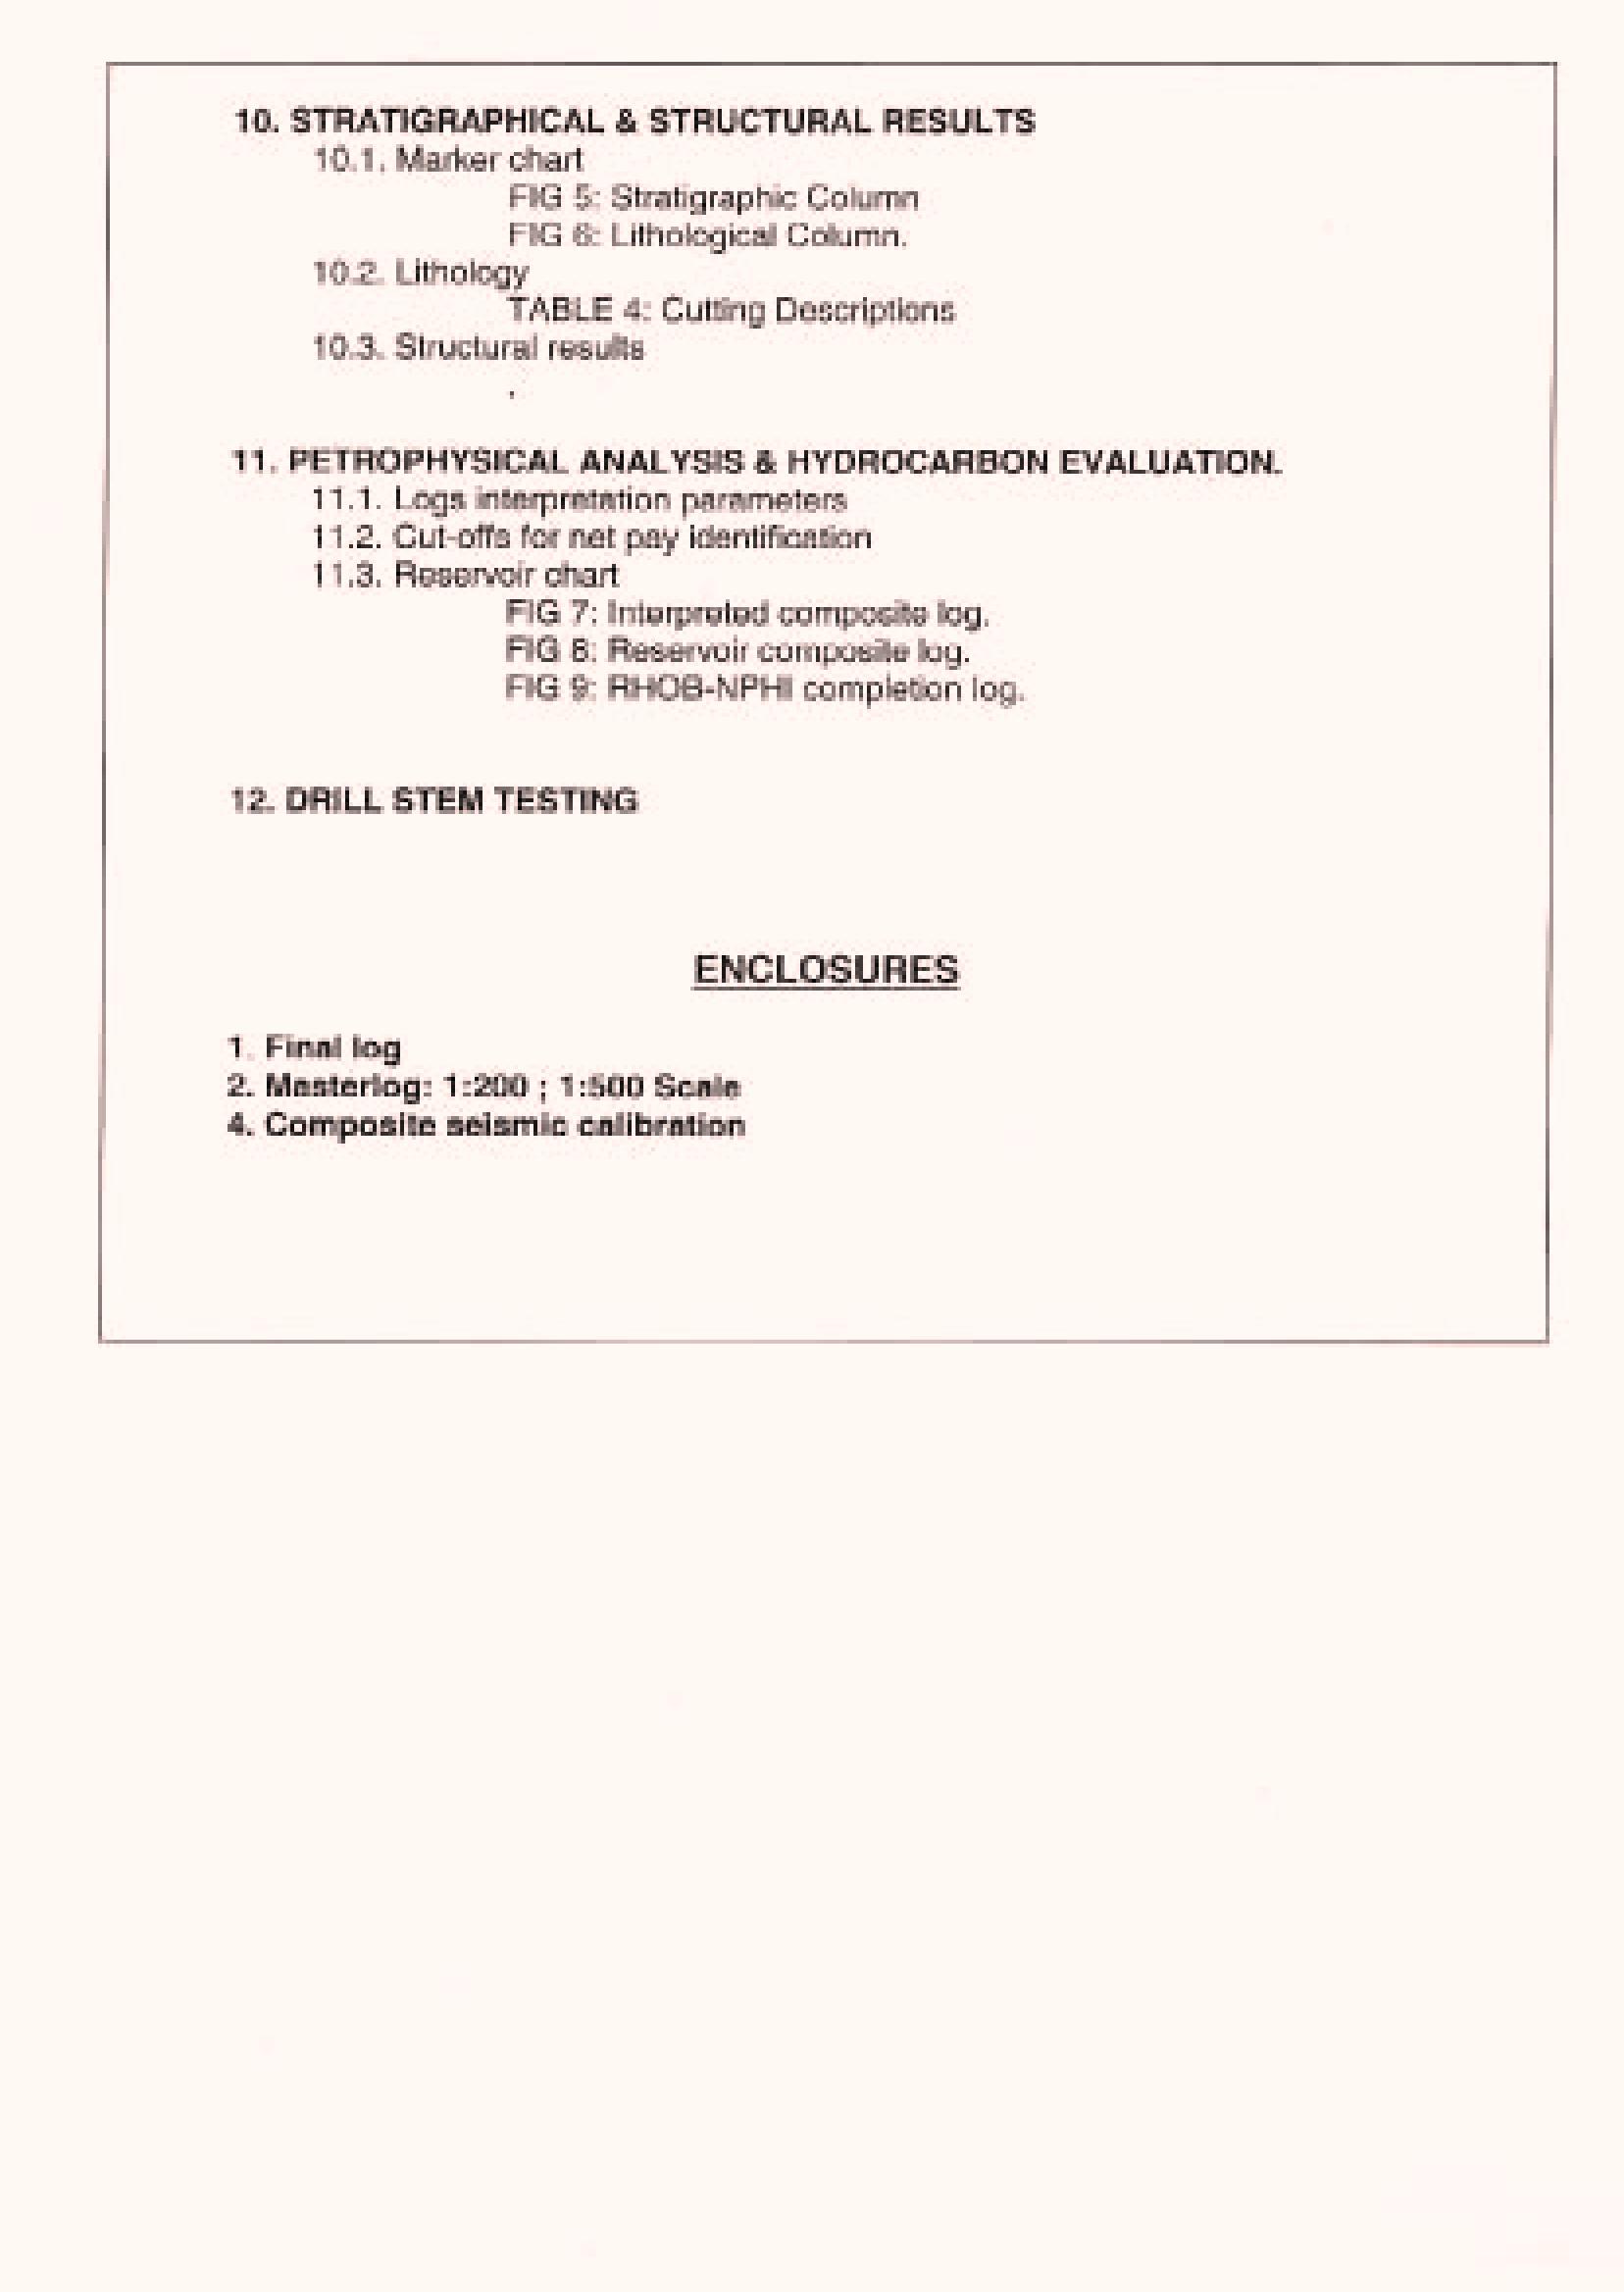 10. STRATIGRAPHICAL & STRUCTURAL RESULTS
10.1. Marker chart
FIG 5: Stratigraphic Column
FIG 6: Lithological Column.
10.2. Lithology
TABLE 4: Cutting Descriptions
10.3. Structural results
.
11. PETROPHYSICAL ANALYSIS & HYDROCARBON EVALUATION.
11.1. Logs interpretation parameters
11.2. Cut-offs for net pay identification
11.3. Reservoir chart
FIG 7: Interpreted composite log.
FIG 8: Reservoir composite log.
FIG 9: RHOB-NPHI completion log.
12. DRILL STEM TESTING
ENCLOSURES
1. Final log
2. Masterlog: 1:200 ; 1:500 Scale
4. Composite seismic calibration